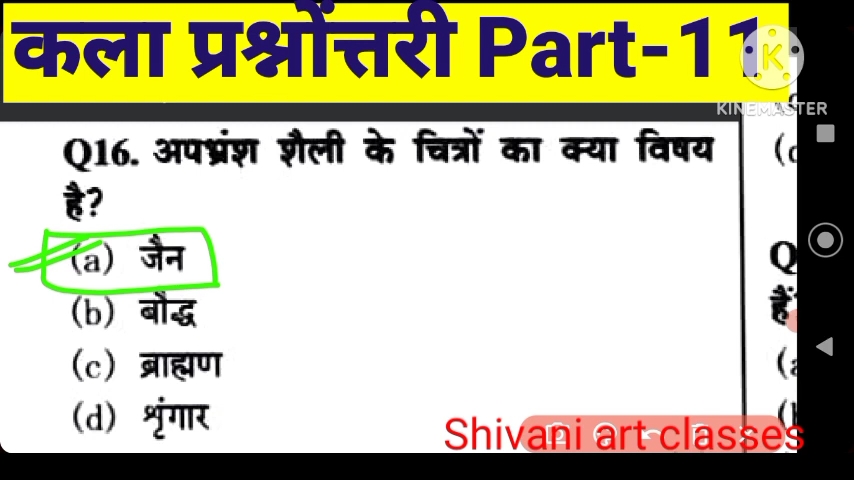 कला प्रश्नोंत्तरी Part-11
K
KINEMASTER
Q16. अपभ्रंश शैली के चित्रों का क्या विषय
है?
(a) जैन
(b) बौद्ध
(c) ब्राह्मण
(d) शृंगार
Q
हैं
Shivani art classes